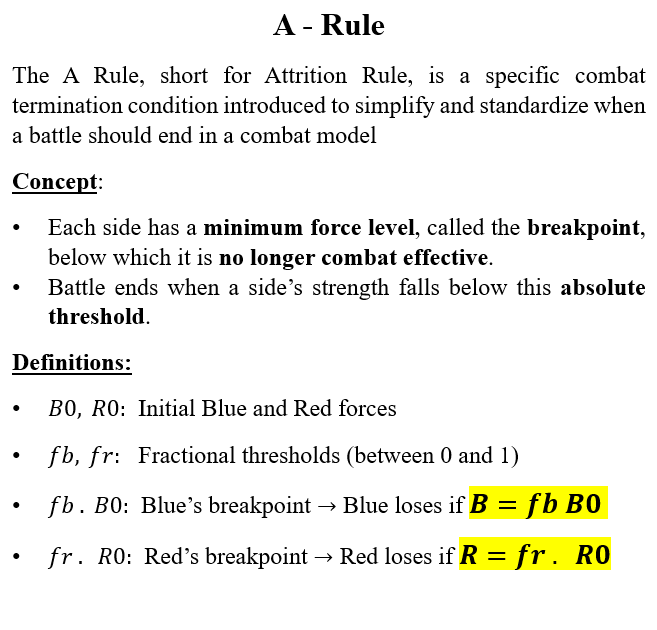 A - Rule
The A Rule, short for Attrition Rule, is a specific combat
termination condition introduced to simplify and standardize when
a battle should end in a combat model
Concept:
• Each side has a minimum force level, called the breakpoint,
below which it is no longer combat effective.
• Battle ends when a side’s strength falls below this absolute
threshold.
Definitions:
• B0, R0: Initial Blue and Red forces
• fb, fr: Fractional thresholds (between 0 and 1)
• fb. B0: Blue’s breakpoint → Blue loses if B = fb B0
• fr. R0: Red’s breakpoint → Red loses if R = fr. R0